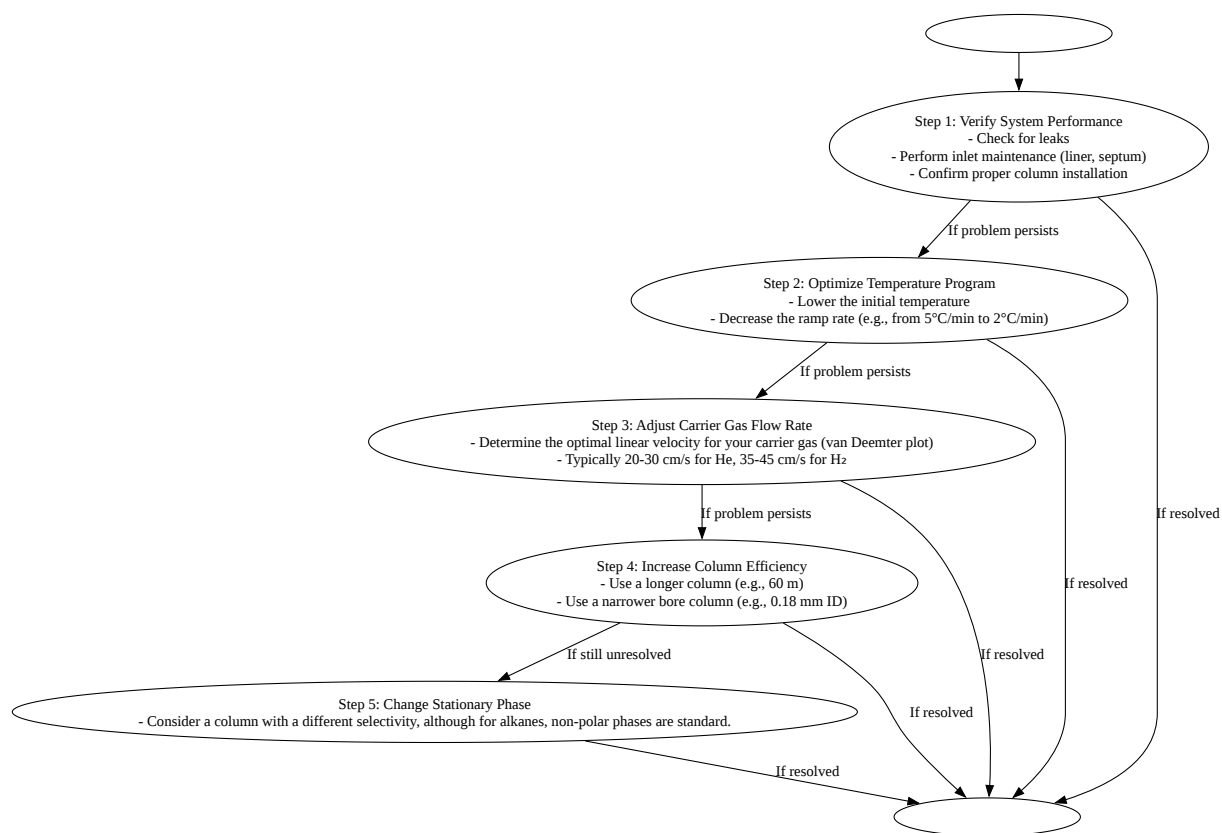 Step 1: Verify System Performance
- Check for leaks
- Perform inlet maintenance (liner, septum)
- Confirm proper column installation
If problem persists
Step 2: Optimize Temperature Program
- Lower the initial temperature
- Decrease the ramp rate (e.g., from 5°C/min to 2°C/min)
If problem persists
Step 3: Adjust Carrier Gas Flow Rate
- Determine the optimal linear velocity for your carrier gas (van Deemter plot)
- Typically 20-30 cm/s for He, 35-45 cm/s for H₂
If problem persists
If resolved
Step 4: Increase Column Efficiency
- Use a longer column (e.g., 60 m)
- Use a narrower bore column (e.g., 0.18 mm ID)
If resolved
If still unresolved
If resolved
Step 5: Change Stationary Phase
- Consider a column with a different selectivity, although for alkanes, non-polar phases are standard.
If resolved
If resolved